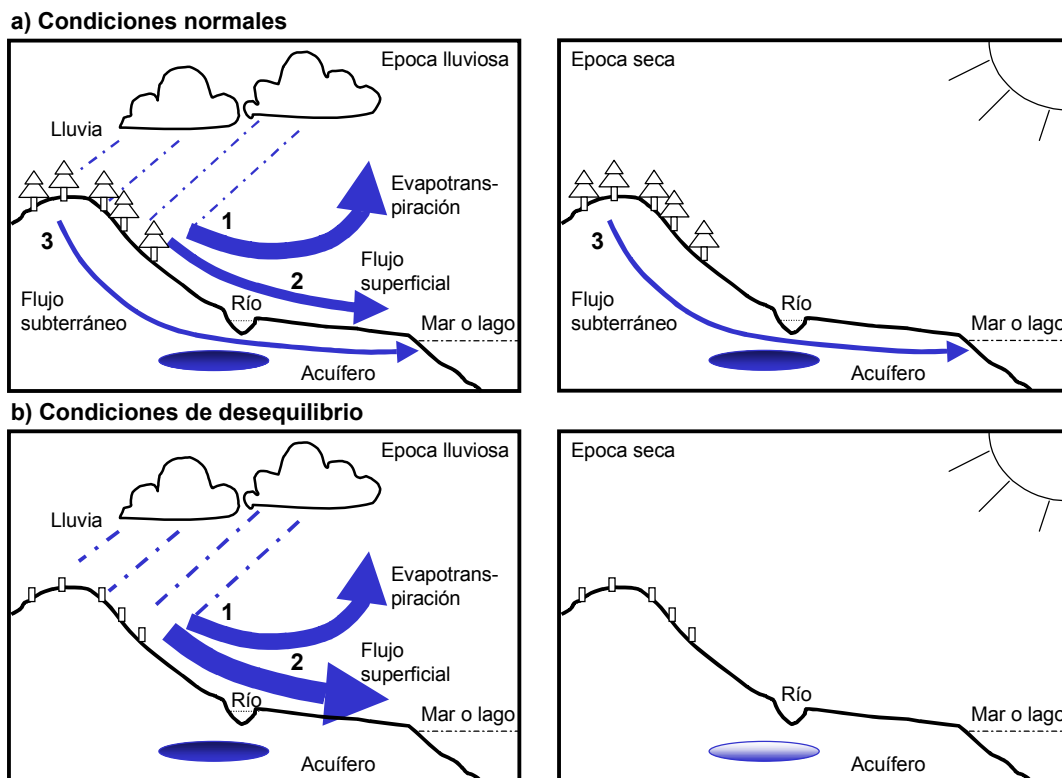 a) Condiciones normales
Epoca lluviosa
Lluvia
Evapotrans-
piración
1
3
2
Flujo
superficial
Flujo
subterráneo
Río
Mar o lago
Acuífero
Epoca seca
3
Flujo
subterráneo
Río
Mar o lago
Acuífero
b) Condiciones de desequilibrio
Epoca lluviosa
Lluvia
Evapotrans-
piración
1
2
Flujo
superficial
Río
Mar o lago
Acuífero
Epoca seca
Río
Mar o lago
Acuífero